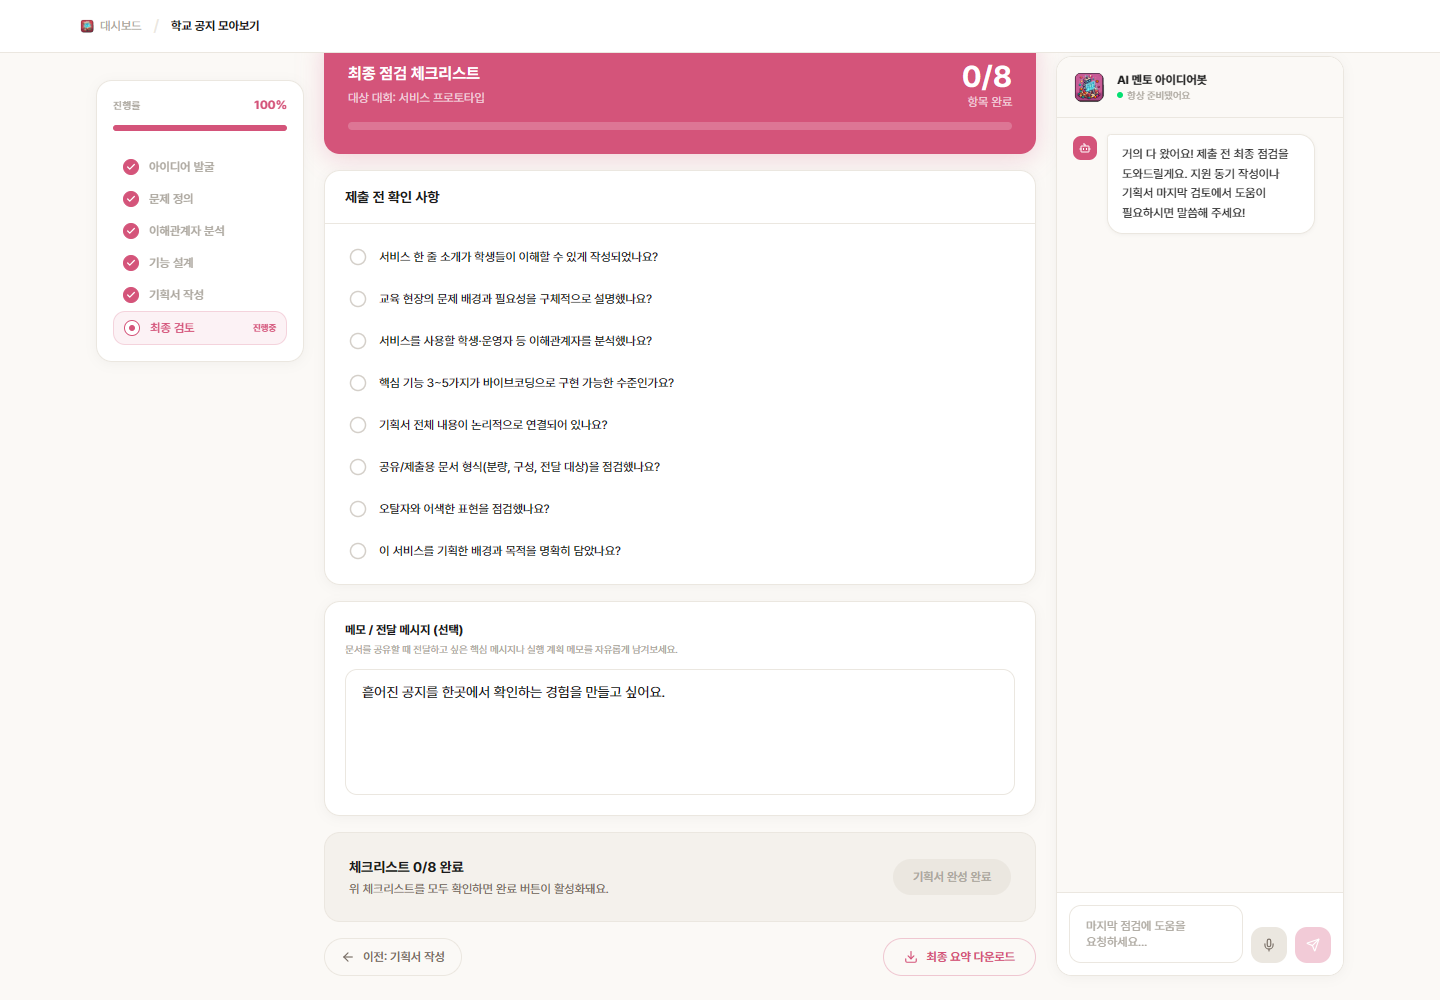 대시보드 / 학교 공지 모아보기
진행률 100%
아이디어 발굴
문제 정의
이해관계자 분석
기능 설계
기획서 작성
최종 검토 진행중
최종 점검 체크리스트
대상 대회: 서비스 프로토타입
0/8
항목 완료
제출 전 확인 사항
서비스 한 줄 소개가 학생들이 이해할 수 있게 작성되었나요?
교육 현장의 문제 배경과 필요성을 구체적으로 설명했나요?
서비스를 사용할 학생·운영자 등 이해관계자를 분석했나요?
핵심 기능 3~5가지가 바이브코딩으로 구현 가능한 수준인가요?
기획서 전체 내용이 논리적으로 연결되어 있나요?
공유/제출용 문서 형식(분량, 구성, 전달 대상)을 점검했나요?
오탈자와 어색한 표현을 점검했나요?
이 서비스를 기획한 배경과 목적을 명확히 담았나요?
메모 / 전달 메시지 (선택)
문서를 공유할 때 전달하고 싶은 핵심 메시지나 실행 계획 메모를 자유롭게 남겨보세요.
흩어진 공지를 한곳에서 확인하는 경험을 만들고 싶어요.
체크리스트 0/8 완료
위 체크리스트를 모두 확인하면 완료 버튼이 활성화돼요.
기획서 완성 완료
이전: 기획서 작성
최종 요약 다운로드
AI 멘토 아이디어봇
항상 준비됐어요
거의 다 왔어요! 제출 전 최종 점검을
도와드릴게요. 지원 동기 작성이나
기획서 마지막 검토에서 도움이
필요하시면 말씀해 주세요!
마지막 점검에 도움을
요청하세요...